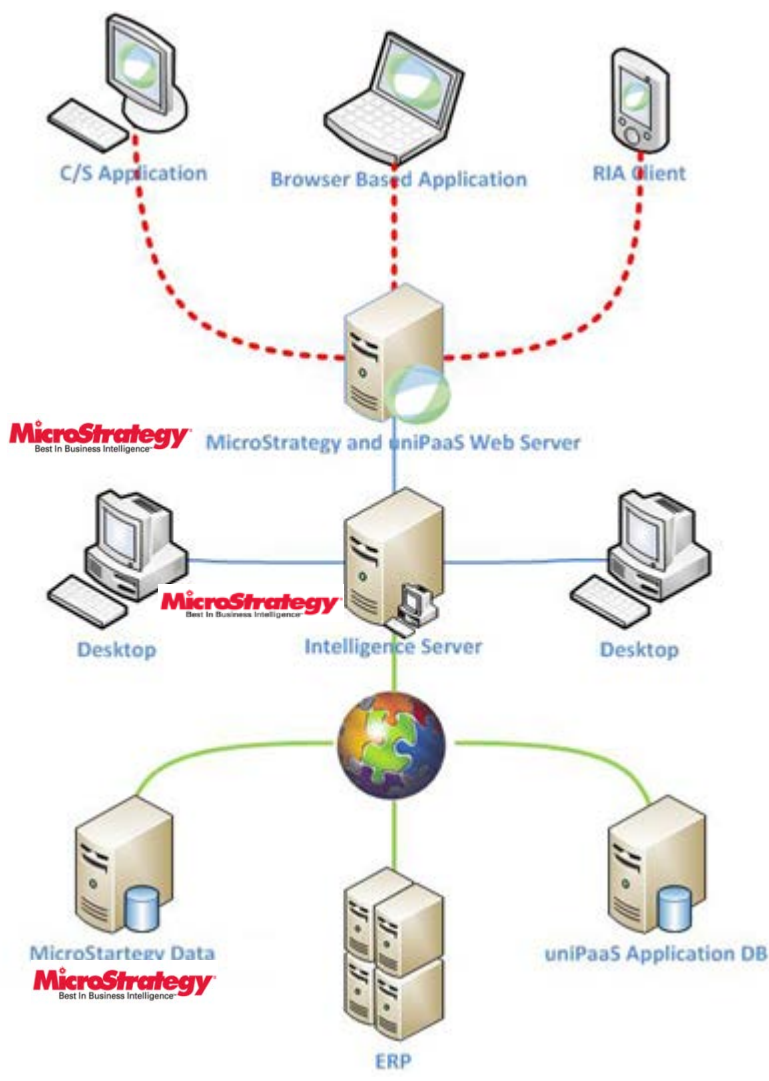 C/S Application
Browser Based Application
RIA Client
MicroStrategy
Best In Business Intelligence
MicroStrategy and uniPaaS Web Server
MicroStrategy
Best In Business Intelligence
Desktop
Intelligence Server
Desktop
MicroStartegy Data
MicroStrategy
Best In Business Intelligence
uniPaaS Application DB
ERP